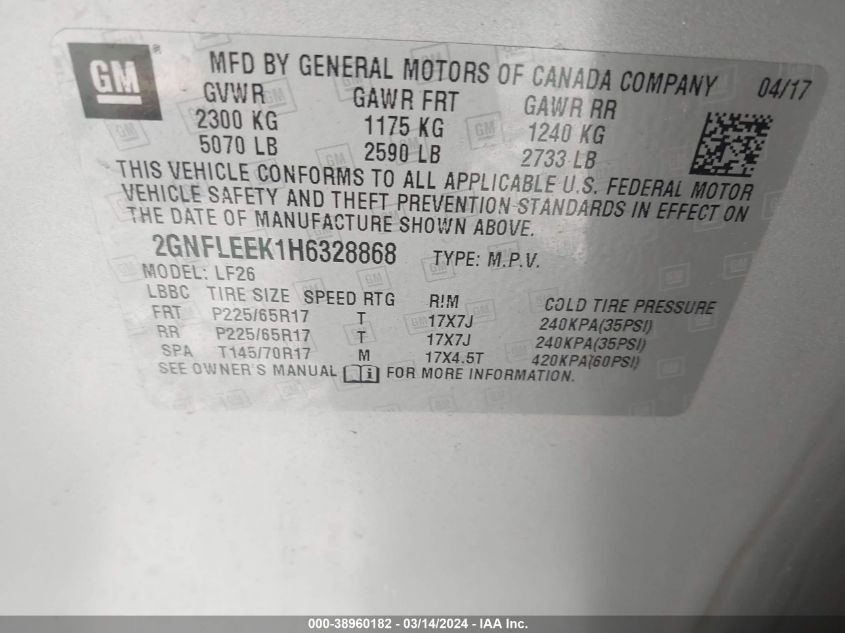 GM® MFD BY GENERAL MOTORS OF CANADA COMPANY 04/17
GVWR GAWR FRT GAWR RR
2300 KG 1175 KG 1240 KG
5070 LB 2590 LB 2733 LB
THIS VEHICLE CONFORMS TO ALL APPLICABLE U.S. FEDERAL MOTOR
VEHICLE SAFETY AND THEFT PREVENTION STANDARDS IN EFFECT ON
THE DATE OF MANUFACTURE SHOWN ABOVE.
2GNFLEEK1H6328868 TYPE: M.P.V.
MODEL: LF26
LBBC TIRE SIZE SPEED RTG RIM COLD TIRE PRESSURE
FRT P225/65R17 T 17X7J 240KPA(35PSI)
RR P225/65R17 T 17X7J 240KPA(35PSI)
SPA T145/70R17 M 17X4.5T 420KPA(60PSI)
SEE OWNER'S MANUAL i FOR MORE INFORMATION.
000-38960182 - 03/14/2024 - IAA Inc.